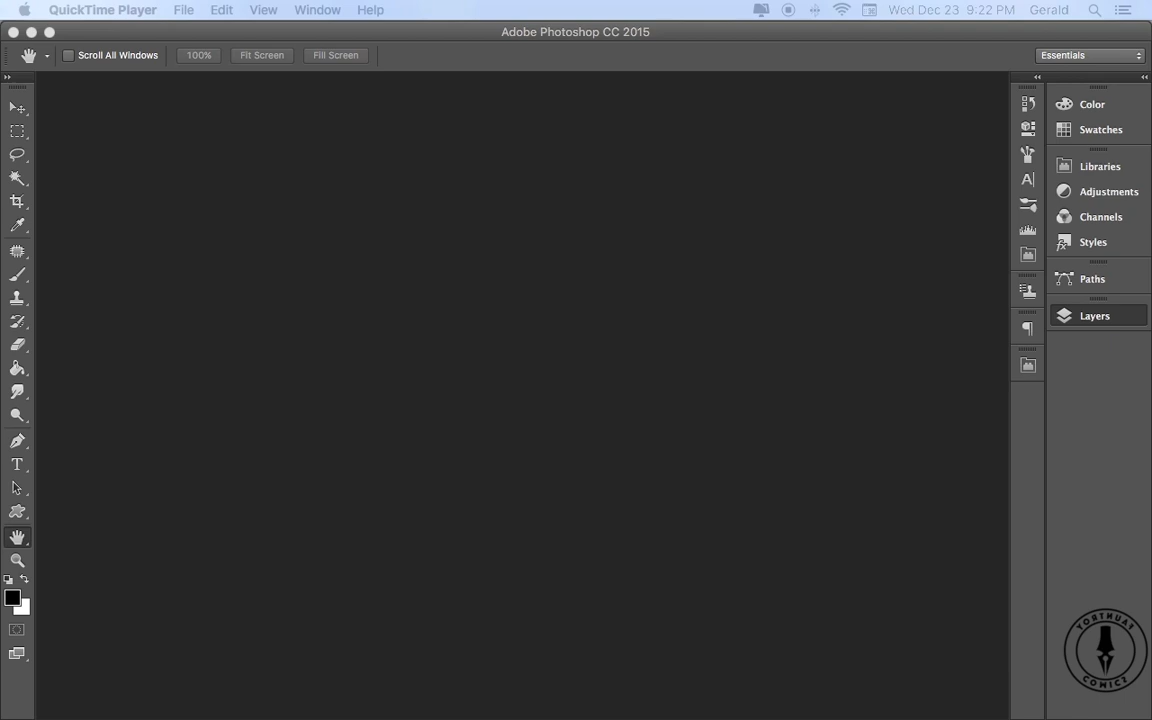 QuickTime Player File Edit View Window Help Wed Dec 23 9:22 PM Gerald
Adobe Photoshop CC 2015
Scroll All Windows 100% Fit Screen Fill Screen Essentials
Color
Swatches
Libraries
Adjustments
Channels
Styles
Paths
Layers
COMICS